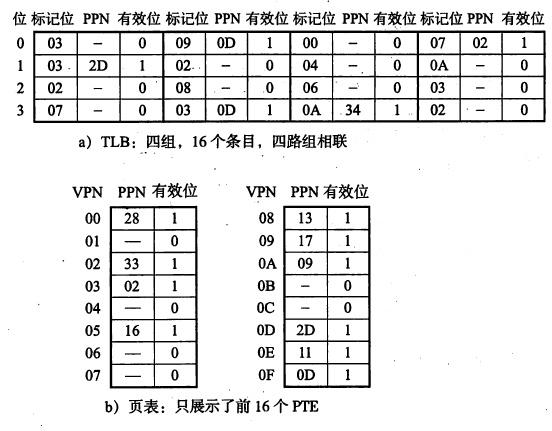 位 标记位 PPN 有效位 标记位 PPN 有效位 标记位 PPN 有效位 标记位 PPN 有效位
0 03 – 0 09 0D 1 00 – 0 07 02 1
1 03 2D 1 02 – 0 04 – 0 0A – 0
2 02 – 0 08 – 0 06 – 0 03 – 0
3 07 – 0 03 0D 1 0A 34 1 02 – 0
a）TLB：四组，16 个条目，四路组相联
VPN PPN 有效位 VPN PPN 有效位
00 28 1 08 13 1
01 — 0 09 17 1
02 33 1 0A 09 1
03 02 1 0B – 0
04 — 0 0C – 0
05 16 1 0D 2D 1
06 — 0 0E 11 1
07 — 0 0F 0D 1
b）页表：只展示了前 16 个 PTE